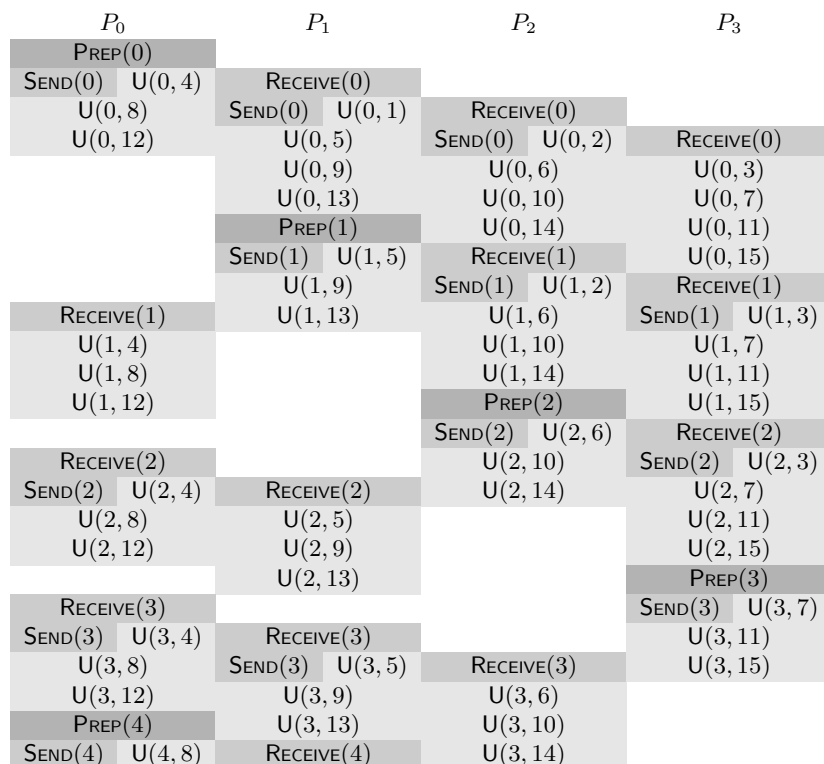 P0 P1 P2 P3
PREP(0)
SEND(0) U(0, 4) RECEIVE(0)
U(0, 8) SEND(0) U(0, 1) RECEIVE(0)
U(0, 12) U(0, 5) SEND(0) U(0, 2) RECEIVE(0)
U(0, 9) U(0, 6) U(0, 3)
U(0, 13) U(0, 10) U(0, 7)
PREP(1) U(0, 14) U(0, 11)
SEND(1) U(1, 5) RECEIVE(1) U(0, 15)
U(1, 9) SEND(1) U(1, 2) RECEIVE(1)
RECEIVE(1) U(1, 13) U(1, 6) SEND(1) U(1, 3)
U(1, 4) U(1, 10) U(1, 7)
U(1, 8) U(1, 14) U(1, 11)
U(1, 12) PREP(2) U(1, 15)
SEND(2) U(2, 6) RECEIVE(2)
RECEIVE(2) U(2, 10) SEND(2) U(2, 3)
SEND(2) U(2, 4) RECEIVE(2) U(2, 14) U(2, 7)
U(2, 8) U(2, 5) U(2, 11)
U(2, 12) U(2, 9) U(2, 15)
U(2, 13) PREP(3)
RECEIVE(3) SEND(3) U(3, 7)
SEND(3) U(3, 4) RECEIVE(3) U(3, 11)
U(3, 8) SEND(3) U(3, 5) RECEIVE(3) U(3, 15)
U(3, 12) U(3, 9) U(3, 6)
PREP(4) U(3, 13) U(3, 10)
SEND(4) U(4, 8) RECEIVE(4) U(3, 14)